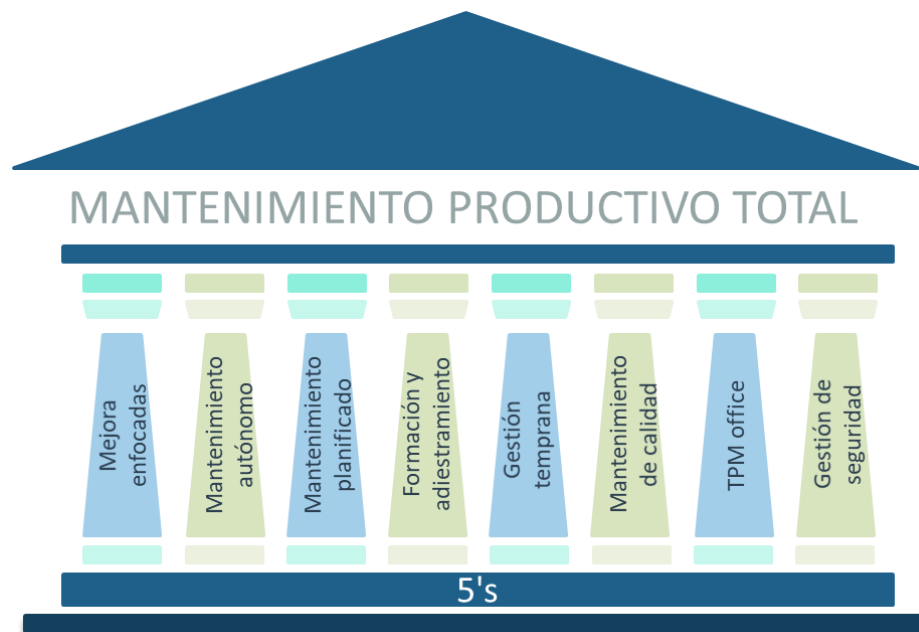 MANTENIMIENTO PRODUCTIVO TOTAL
Mejora
enfocadas
Mantenimiento
autónomo
Mantenimiento
planificado
Formación y
adiestramiento
Gestión
temprana
Mantenimiento
de calidad
TPM office
Gestión de
seguridad
5's